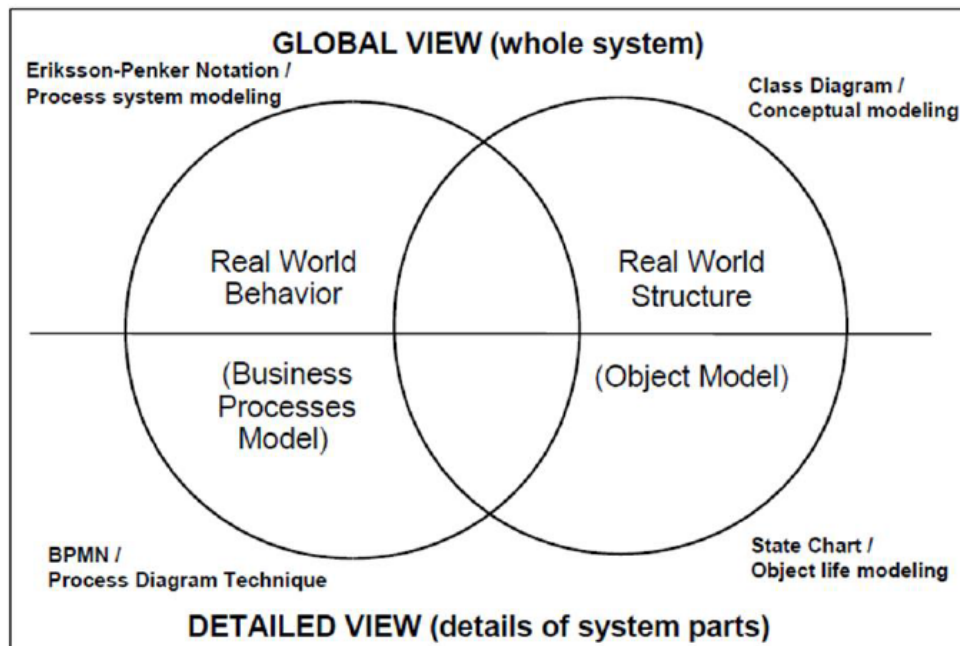 GLOBAL VIEW (whole system)
Eriksson-Penker Notation /
Process system modeling
Class Diagram /
Conceptual modeling
Real World
Behavior
Real World
Structure
(Business
Processes
Model)
(Object Model)
BPMN /
Process Diagram Technique
State Chart /
Object life modeling
DETAILED VIEW (details of system parts)